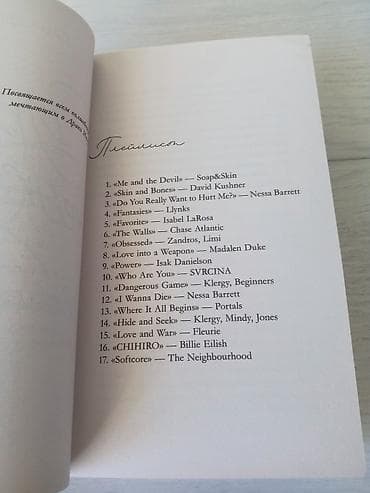 Посвящается всем
мечтающим о
Плейлист
1. «Me and the Devil» — Soap&Skin
2. «Skin and Bones» — David Kushner
3. «Do You Really Want to Hurt Me?» — Nessa Barrett
4. «Fantasies» — Llynks
5. «Favorite» — Isabel LaRosa
6. «The Walls» — Chase Atlantic
7. «Obsessed» — Zandros, Limi
8. «Love into a Weapon» — Madalen Duke
9. «Power» — Isak Danielson
10. «Who Are You» — SVRCINA
11. «Dangerous Game» — Klergy, Beginners
12. «I Wanna Die» — Nessa Barrett
13. «Where It All Begins» — Portals
14. «Hide and Seek» — Klergy, Mindy, Jones
15. «Love and War» — Fleurie
16. «CHIHIRO» — Billie Eilish
17. «Softcore» — The Neighbourhood